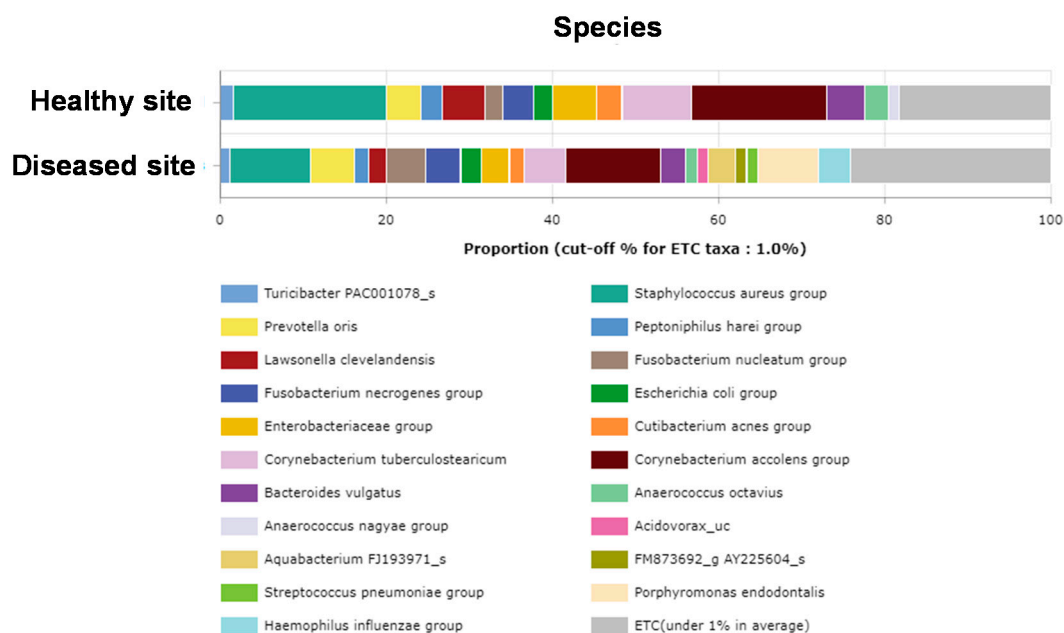 Species
Healthy site
Diseased site
0 20 40 60 80 100
Proportion (cut-off % for ETC taxa : 1.0%)
Turicibacter PAC001078_s Staphylococcus aureus group
Prevotella oris Peptoniphilus harei group
Lawsonella clevelandensis Fusobacterium nucleatum group
Fusobacterium necrogenes group Escherichia coli group
Enterobacteriaceae group Cutibacterium acnes group
Corynebacterium tuberculostearicum Corynebacterium accolens group
Bacteroides vulgatus Anaerococcus octavius
Anaerococcus nagyae group Acidovorax_uc
Aquabacterium FJ193971_s FM873692_g AY225604_s
Streptococcus pneumoniae group Porphyromonas endodontalis
Haemophilus influenzae group ETC(under 1% in average)